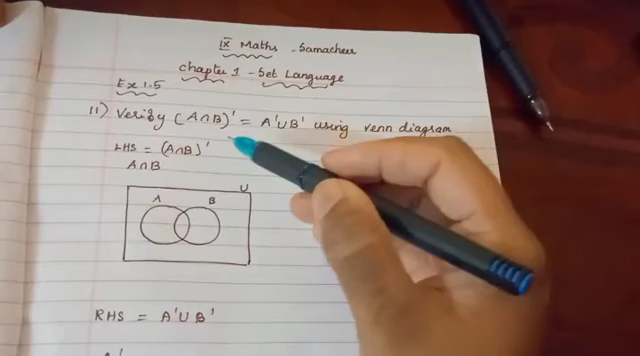 IX Maths - Samacheer
Chapter 1 - Set Language
Ex 1.5
11) Verify (A∩B)' = A'∪B' using venn diagram
LHS = (A∩B)'
A∩B
U
A B
RHS = A'∪B'
A'